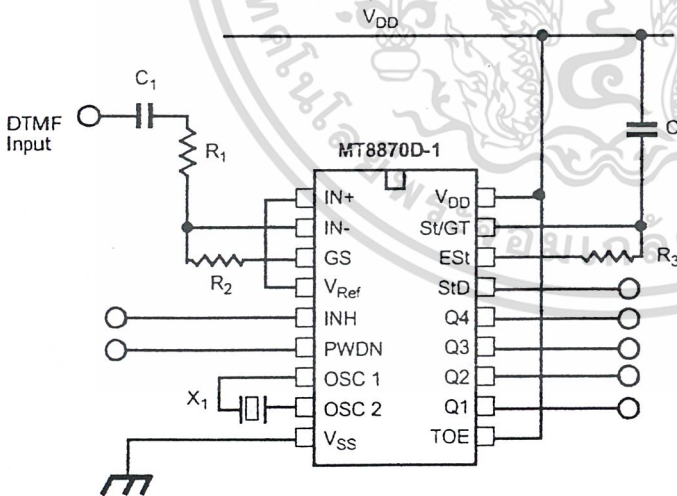 VDD
C1
DTMF
Input
R1
C
MT8870D-1
IN+
IN-
GS
VRef
INH
PWDN
OSC 1
OSC 2
VSS
VDD
St/GT
ESt
StD
Q4
Q3
Q2
Q1
TOE
R2
R3
X1